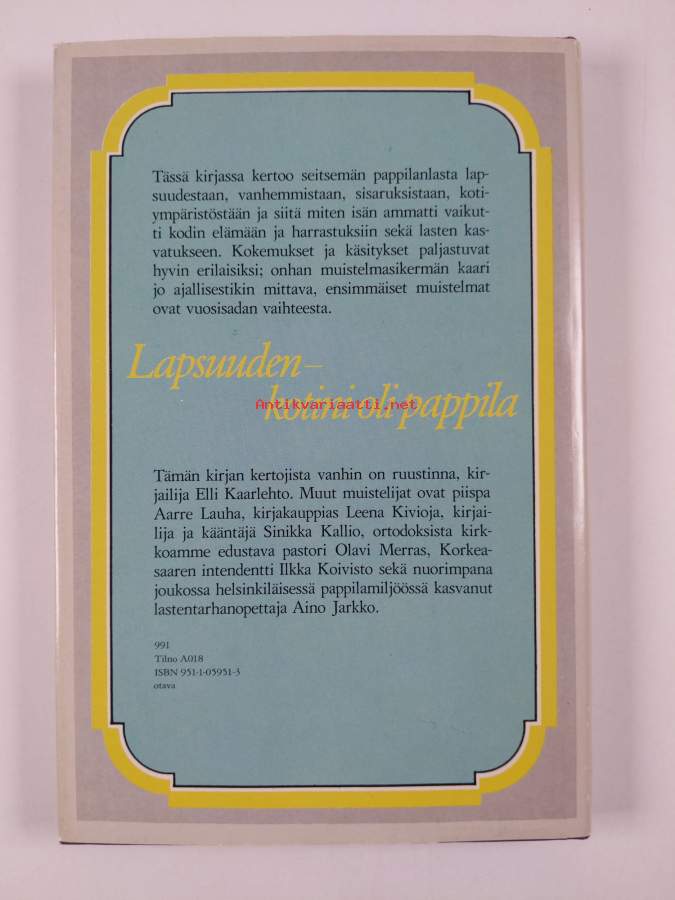 Tässä kirjassa kertoo seitsemän pappilanlasta lap-
suudestaan, vanhemmistaan, sisaruksistaan, koti-
ympäristöstään ja siitä miten isän ammatti vaikut-
ti kodin elämään ja harrastuksiin sekä lasten kas-
vatukseen. Kokemukset ja käsitykset paljastuvat
hyvin erilaisiksi; onhan muistelmasikermän kaari
jo ajallisestikin mittava, ensimmäiset muistelmat
ovat vuosisadan vaihteesta.
Lapsuuden–
kotini oli pappila
Antikvariaatti.net
Tämän kirjan kertojista vanhin on ruustinna, kir-
jailija Elli Kaarlehto. Muut muistelijat ovat piispa
Aarre Lauha, kirjakauppias Leena Kivioja, kirjai-
lija ja kääntäjä Sinikka Kallio, ortodoksista kirk-
koamme edustava pastori Olavi Merras, Korkea-
saaren intendentti Ilkka Koivisto sekä nuorimpana
joukossa helsinkiläisessä pappilamiljöössä kasvanut
lastentarhanopettaja Aino Jarkko.
991
Tilno A018
ISBN 951-1-05951-3
otava